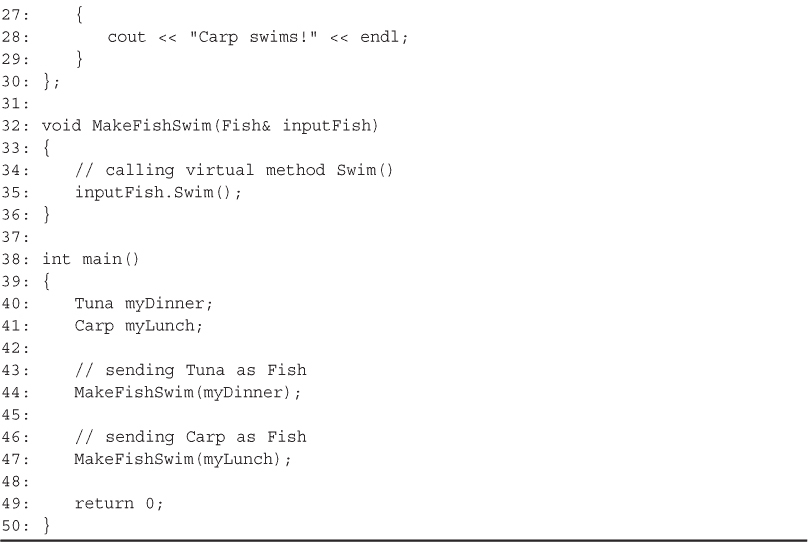 27:    {
28:       cout << "Carp swims!" << endl;
29:    }
30: };
31:
32: void MakeFishSwim(Fish& inputFish)
33: {
34:    // calling virtual method Swim()
35:    inputFish.Swim();
36: }
37:
38: int main()
39: {
40:    Tuna myDinner;
41:    Carp myLunch;
42:
43:    // sending Tuna as Fish
44:    MakeFishSwim(myDinner);
45:
46:    // sending Carp as Fish
47:    MakeFishSwim(myLunch);
48:
49:    return 0;
50: }